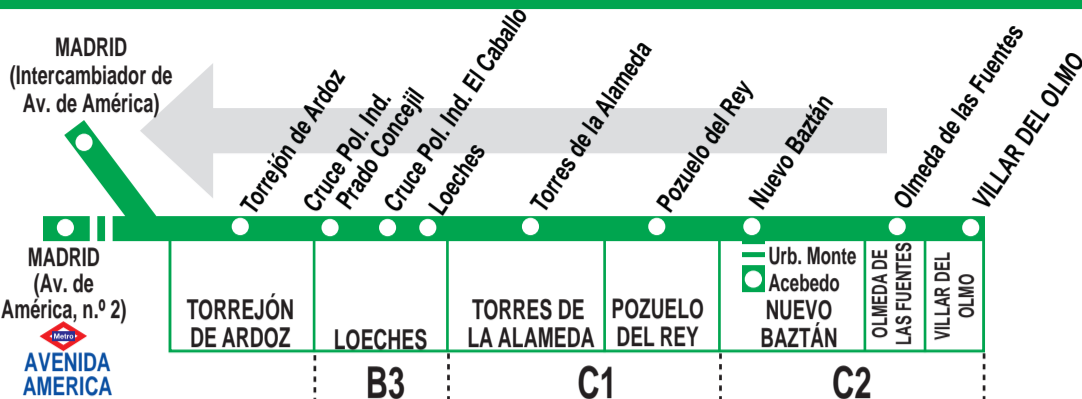 MADRID
(Intercambiador de
Av. de América)
Torrejón de Ardoz
Cruce Pol. Ind.
Prado Concejil
Cruce Pol. Ind. El Caballo
Loeches
Torres de la Alameda
Pozuelo del Rey
Nuevo Baztán
Olmeda de las Fuentes
VILLAR DEL OLMO
MADRID
(Av. de
América, n.º 2)
Metro
AVENIDA
AMERICA
TORREJÓN
DE ARDOZ
LOECHES
TORRES DE
LA ALAMEDA
POZUELO
DEL REY
Urb. Monte
Acebedo
NUEVO
BAZTÁN
OLMEDA DE
LAS FUENTES
VILLAR DEL
OLMO
B3
C1
C2